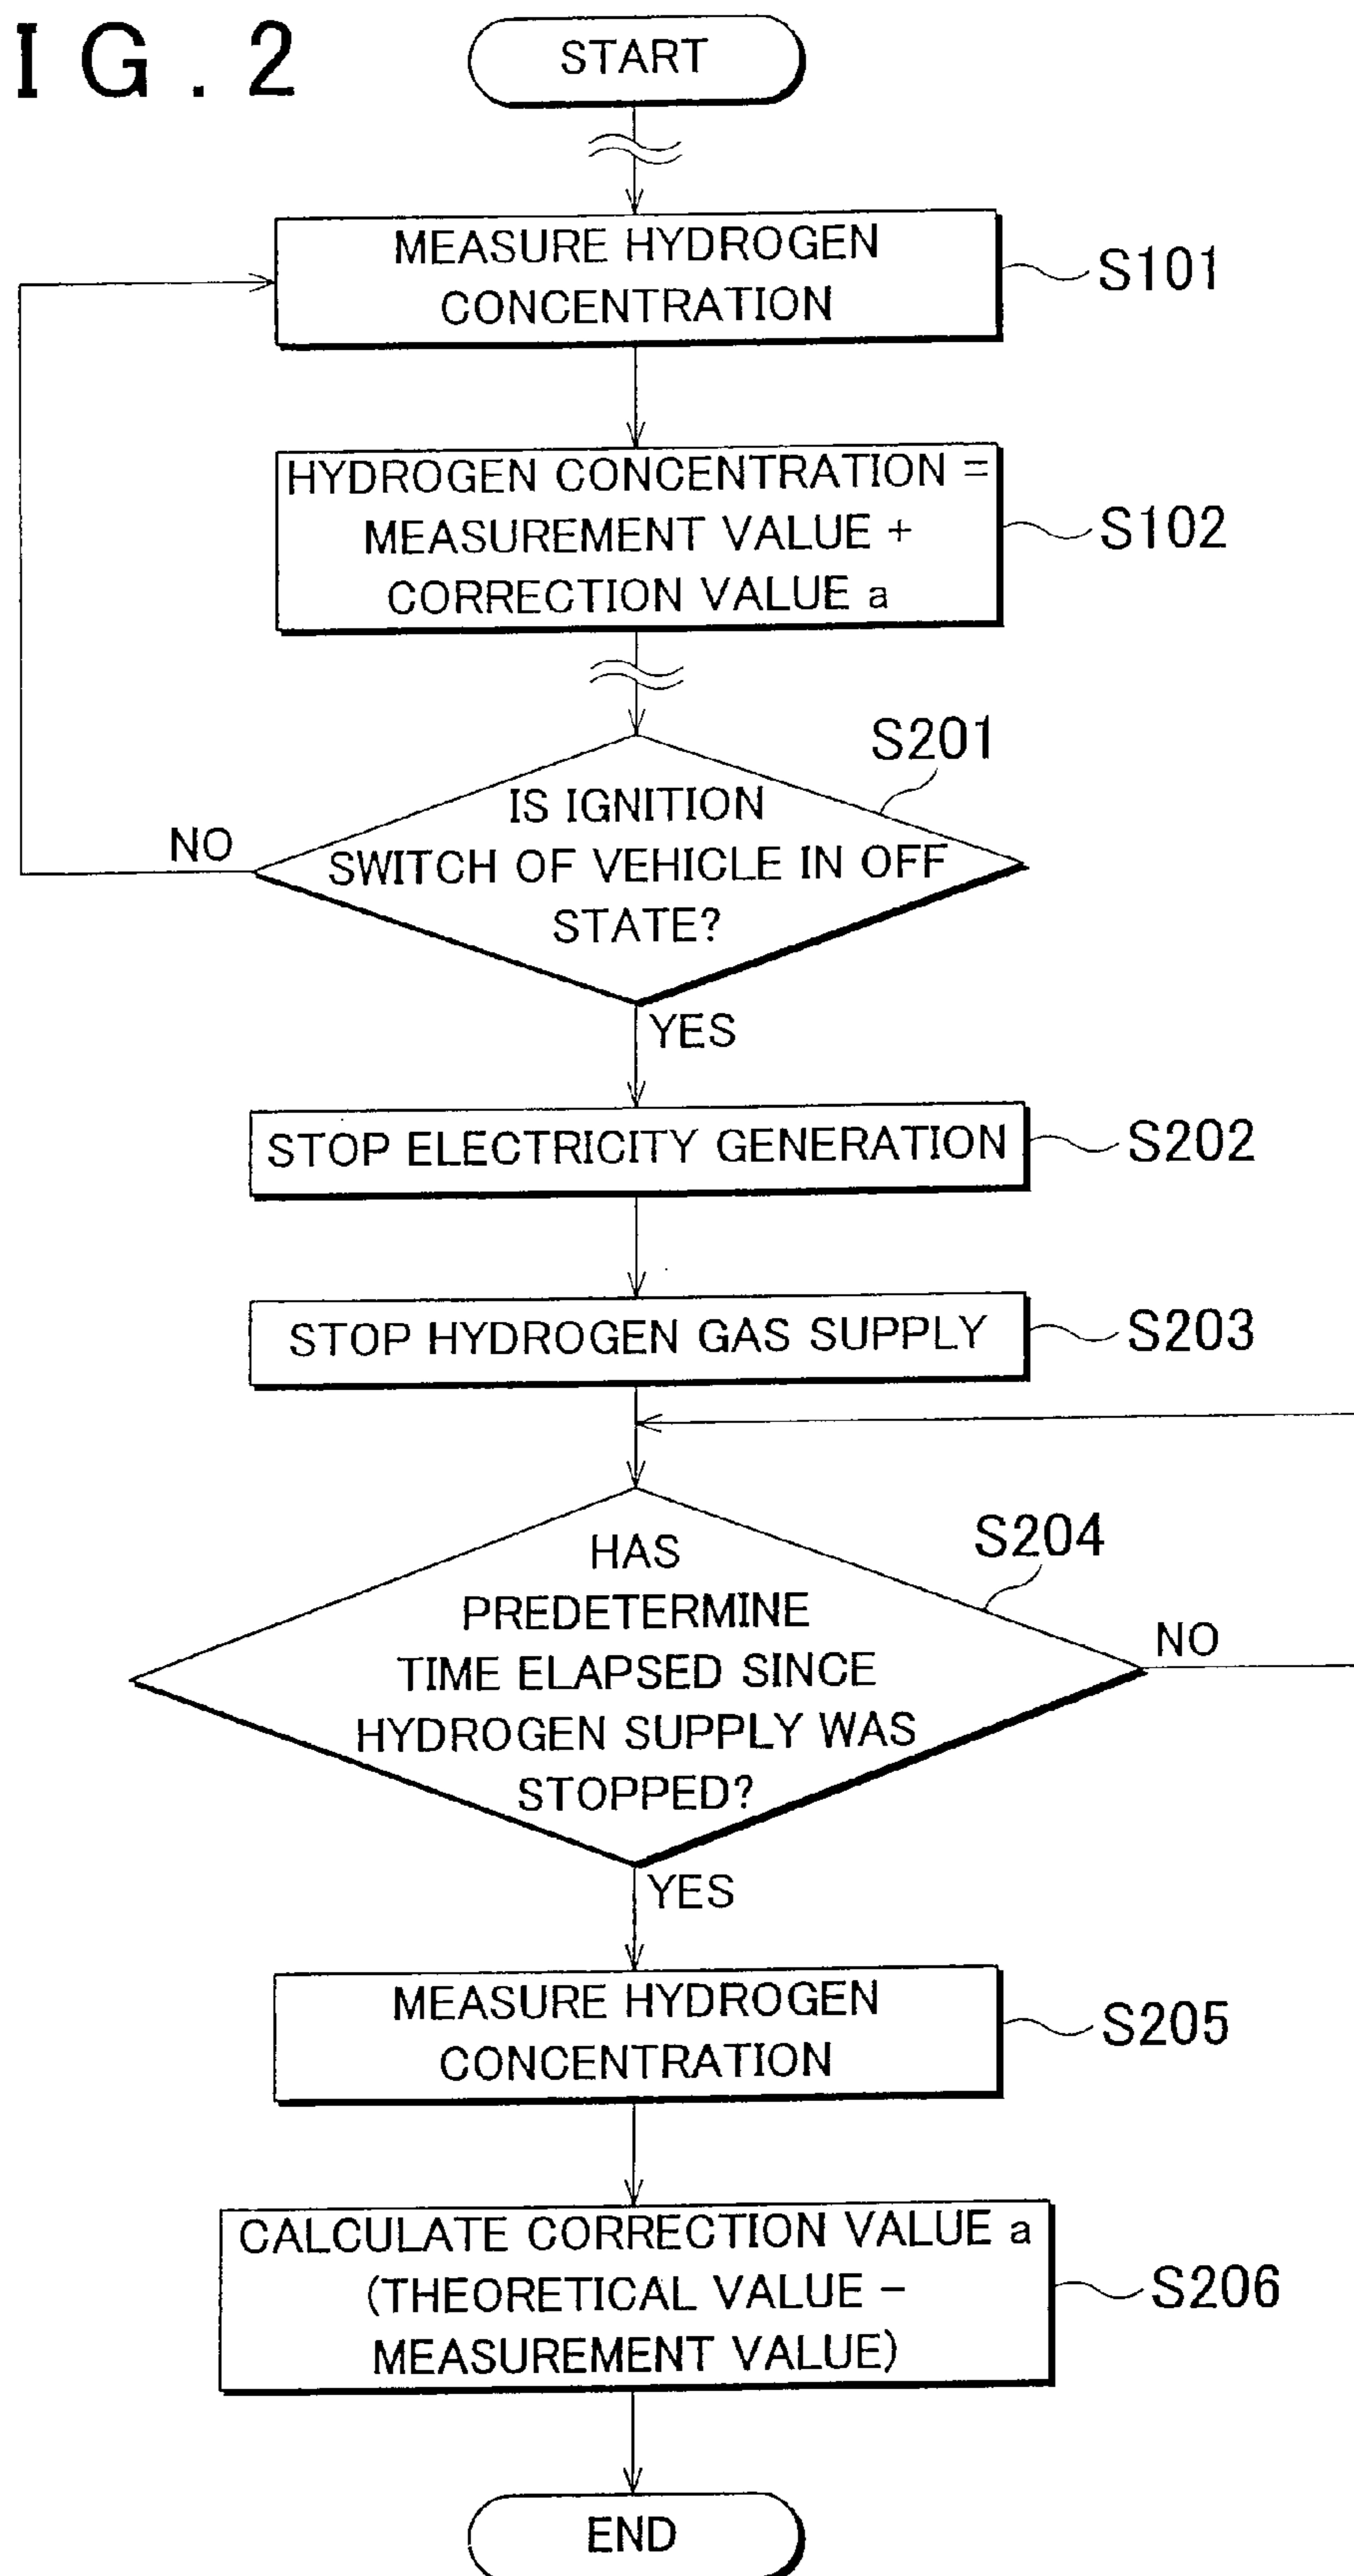 IG.2
START
MEASURE HYDROGEN
CONCENTRATION
S101
HYDROGEN CONCENTRATION =
MEASUREMENT VALUE +
CORRECTION VALUE a
S102
S201
IS IGNITION
SWITCH OF VEHICLE IN OFF
STATE?
NO
YES
STOP ELECTRICITY GENERATION
S202
STOP HYDROGEN GAS SUPPLY
S203
S204
HAS
PREDETERMINE
TIME ELAPSED SINCE
HYDROGEN SUPPLY WAS
STOPPED?
NO
YES
MEASURE HYDROGEN
CONCENTRATION
S205
CALCULATE CORRECTION VALUE a
(THEORETICAL VALUE -
MEASUREMENT VALUE)
S206
END